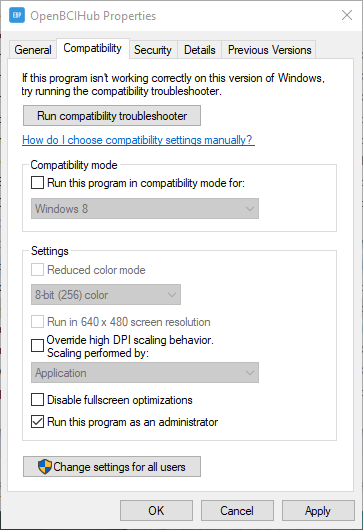 OpenBCIHub Properties
General
Compatibility
Security
Details
Previous Versions
If this program isn't working correctly on this version of Windows,
try running the compatibility troubleshooter.
Run compatibility troubleshooter
How do I choose compatibility settings manually?
Compatibility mode
Run this program in compatibility mode for:
Windows 8
Settings
Reduced color mode
8-bit (256) color
Run in 640 x 480 screen resolution
Override high DPI scaling behavior.
Scaling performed by:
Application
Disable fullscreen optimizations
Run this program as an administrator
Change settings for all users
OK
Cancel
Apply